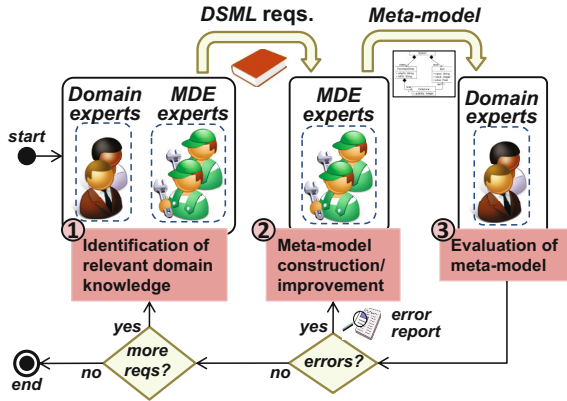 DSML reqs.
Meta-model
Domain
experts
MDE
experts
MDE
experts
Domain
experts
start
1
Identification of
relevant domain
knowledge
2
Meta-model
construction/
improvement
3
Evaluation of
meta-model
yes
yes
error
report
more
reqs?
no
errors?
no
end